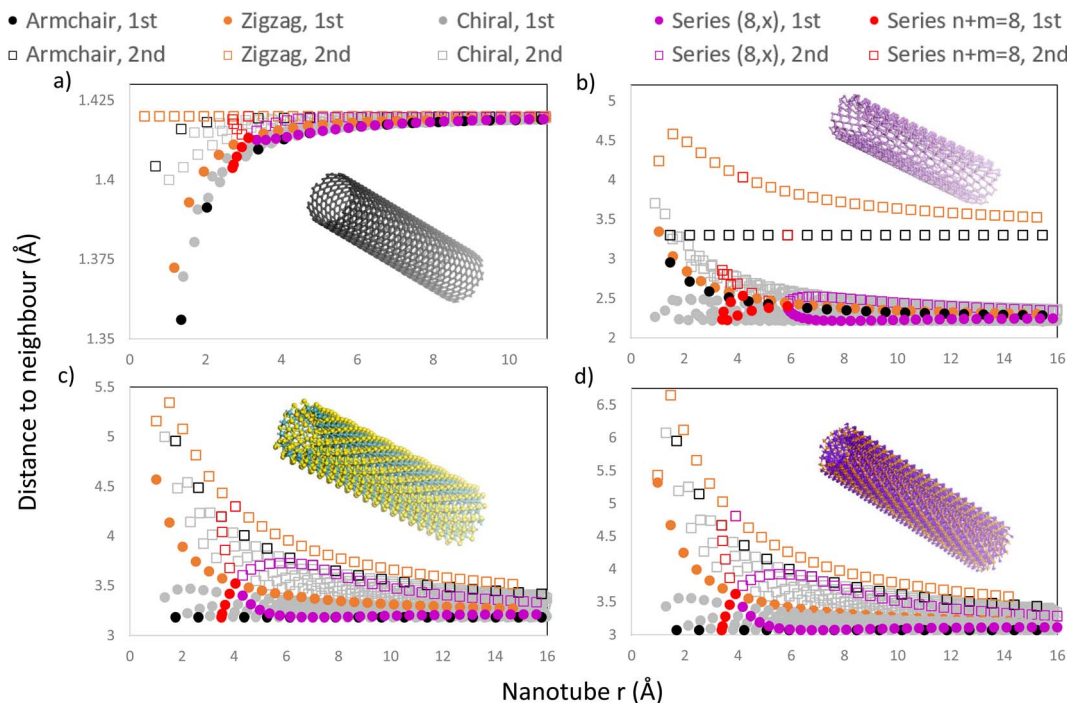 Armchair, 1st Zigzag, 1st Chiral, 1st Series (8,x), 1st Series n+m=8, 1st
Armchair, 2nd Zigzag, 2nd Chiral, 2nd Series (8,x), 2nd Series n+m=8, 2nd
Distance to neighbour (Å)
a)
1.425
1.4
1.375
1.35
0 2 4 6 8 10
b)
5
4.5
4
3.5
3
2.5
2
0 2 4 6 8 10 12 14 16
c)
5.5
5
4.5
4
3.5
3
0 2 4 6 8 10 12 14 16
d)
6.5
6
5.5
5
4.5
4
3.5
3
0 2 4 6 8 10 12 14 16
Nanotube r (Å)